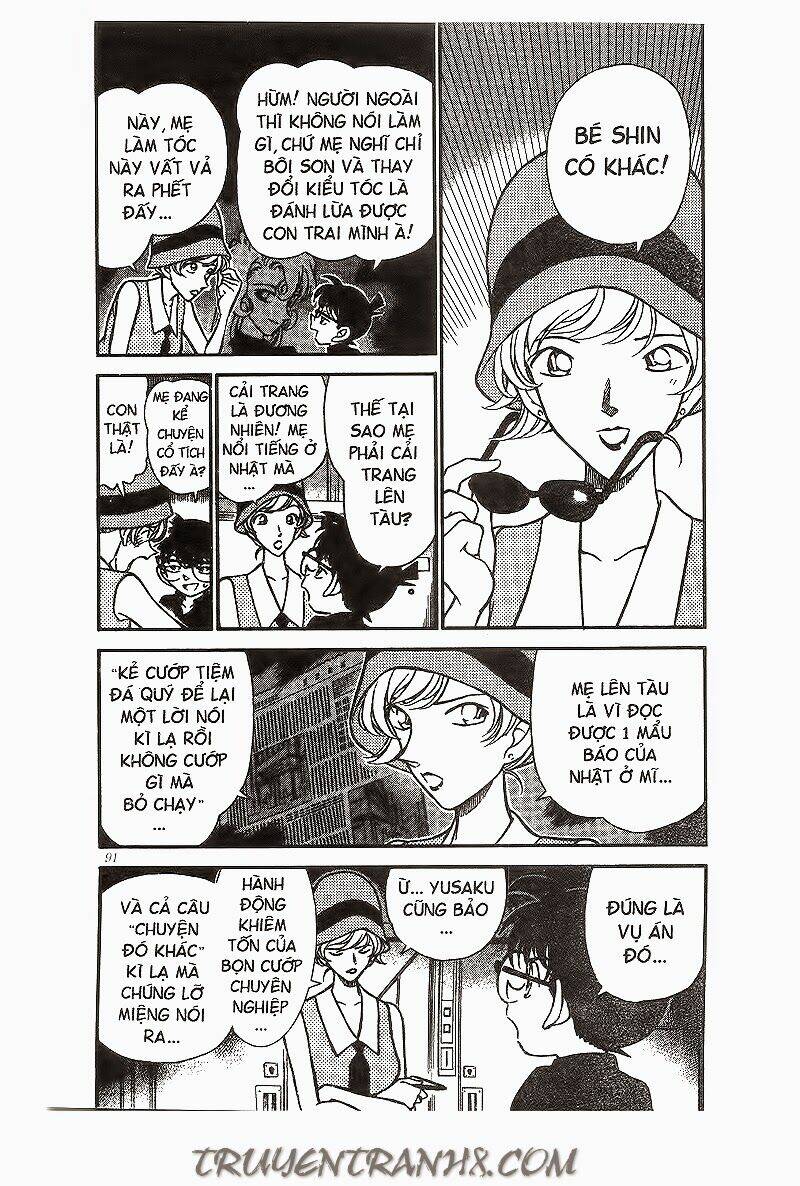 BÉ SHIN
CÓ KHÁC!
HỪM! NGƯỜI NGOÀI
THÌ KHÔNG NÓI LÀM
GÌ, CHỨ MẸ NGHĨ CHỈ
BÔI SON VÀ THAY
ĐỔI KIỂU TÓC LÀ
ĐÁNH LỪA ĐƯỢC
CON TRAI MÌNH À!
NÀY, MẸ
LÀM TÓC
NÀY VẤT VẢ
RA PHẾT
ĐẤY...
THẾ TẠI
SAO MẸ
PHẢI CẢI
TRANG
LÊN
TÀU?
CẢI TRANG
LÀ ĐƯƠNG
NHIÊN! MẸ
NỔI TIẾNG Ở
NHẬT MÀ
...
MẸ ĐANG
KỂ
CHUYỆN
CỔ TÍCH
ĐẤY À?
CON
THẬT
LÀ!
MẸ LÊN TÀU
LÀ VÌ ĐỌC
ĐƯỢC 1 MẨU
BÁO CỦA
NHẬT Ở MĨ...
"KẺ CƯỚP TIỆM
ĐÁ QUÝ ĐỂ LẠI
MỘT LỜI NÓI
KÌ LẠ RỒI
KHÔNG CƯỚP
GÌ MÀ
BỎ CHẠY"
...
91
ĐÚNG LÀ
VỤ ÁN
ĐÓ...
Ừ... YUSAKU
CŨNG BẢO
...
HÀNH
ĐỘNG
KHIÊM
TỐN CỦA
BỌN CƯỚP
CHUYÊN
NGHIỆP
...
VÀ CẢ CÂU
"CHUYỆN
ĐÓ KHÁC"
KÌ LẠ MÀ
CHÚNG LỠ
MIỆNG NÓI
RA...
TRUYENTRANH8.COM